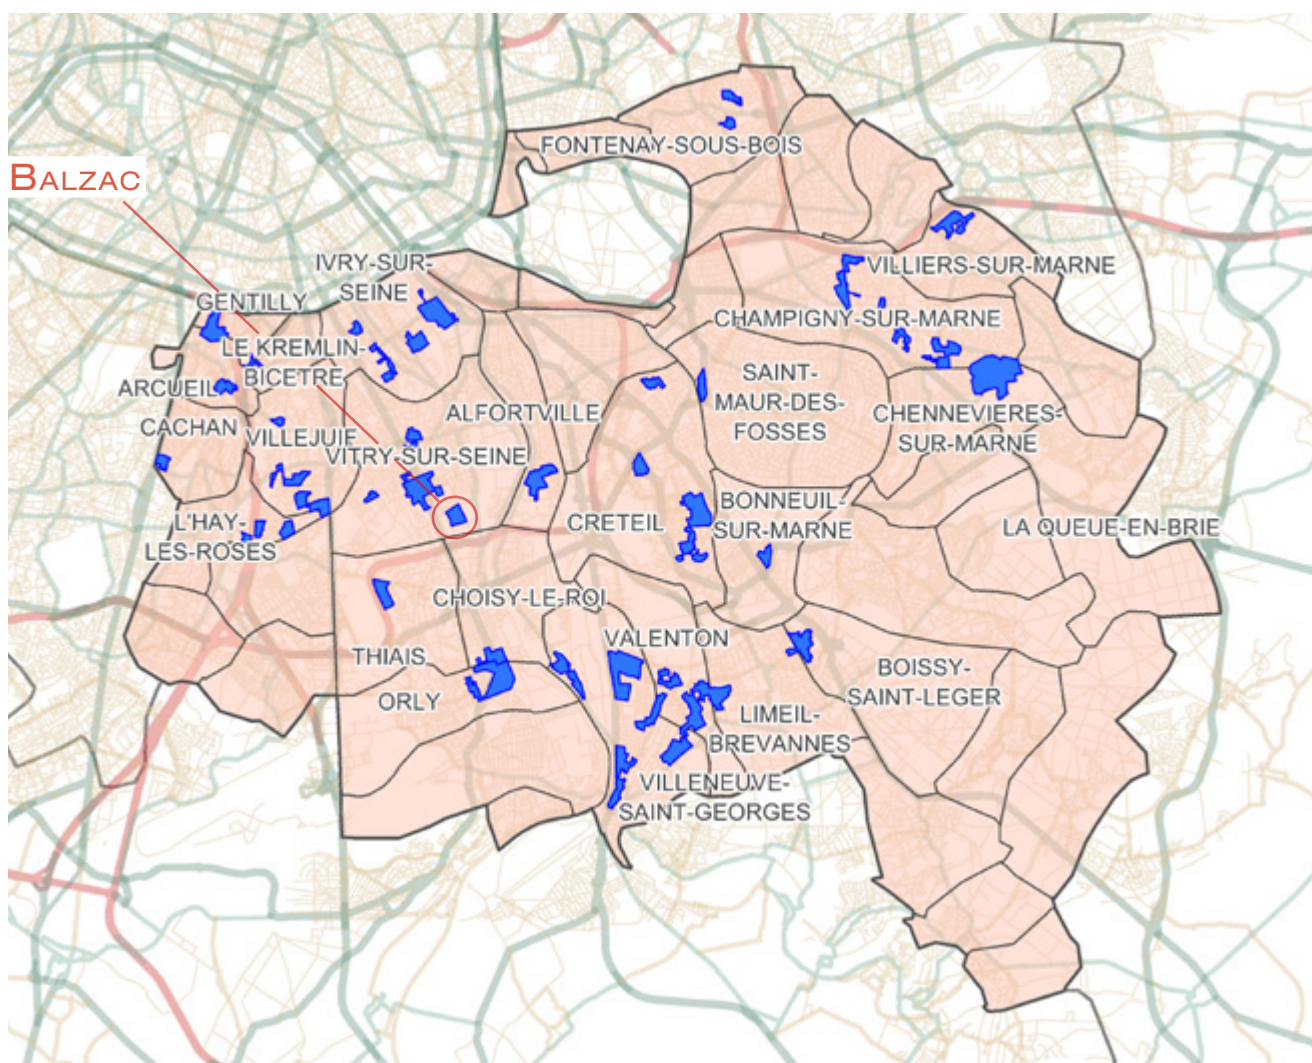 FONTENAY-SOUS-BOIS
BALZAC
IVRY-SUR-
SEINE
VILLIERS-SUR-MARNE
GENTILLY
CHAMPIGNY-SUR-MARNE
LE KREMLIN-
BICETRE
ARCUEIL
SAINT-
MAUR-DES-
FOSSES
ALFORTVILLE
CHENNEVIERES-
SUR-MARNE
CACHAN
VILLEJUIF
VITRY-SUR-SEINE
BONNEUIL-
SUR-MARNE
L'HAY-
LES-ROSES
CRETEIL
LA QUEUE-EN-BRIE
CHOISY-LE-ROI
VALENTON
THIAIS
BOISSY-
SAINT-LEGER
ORLY
LIMEIL-
BREVANNES
VILLENEUVE-
SAINT-GEORGES